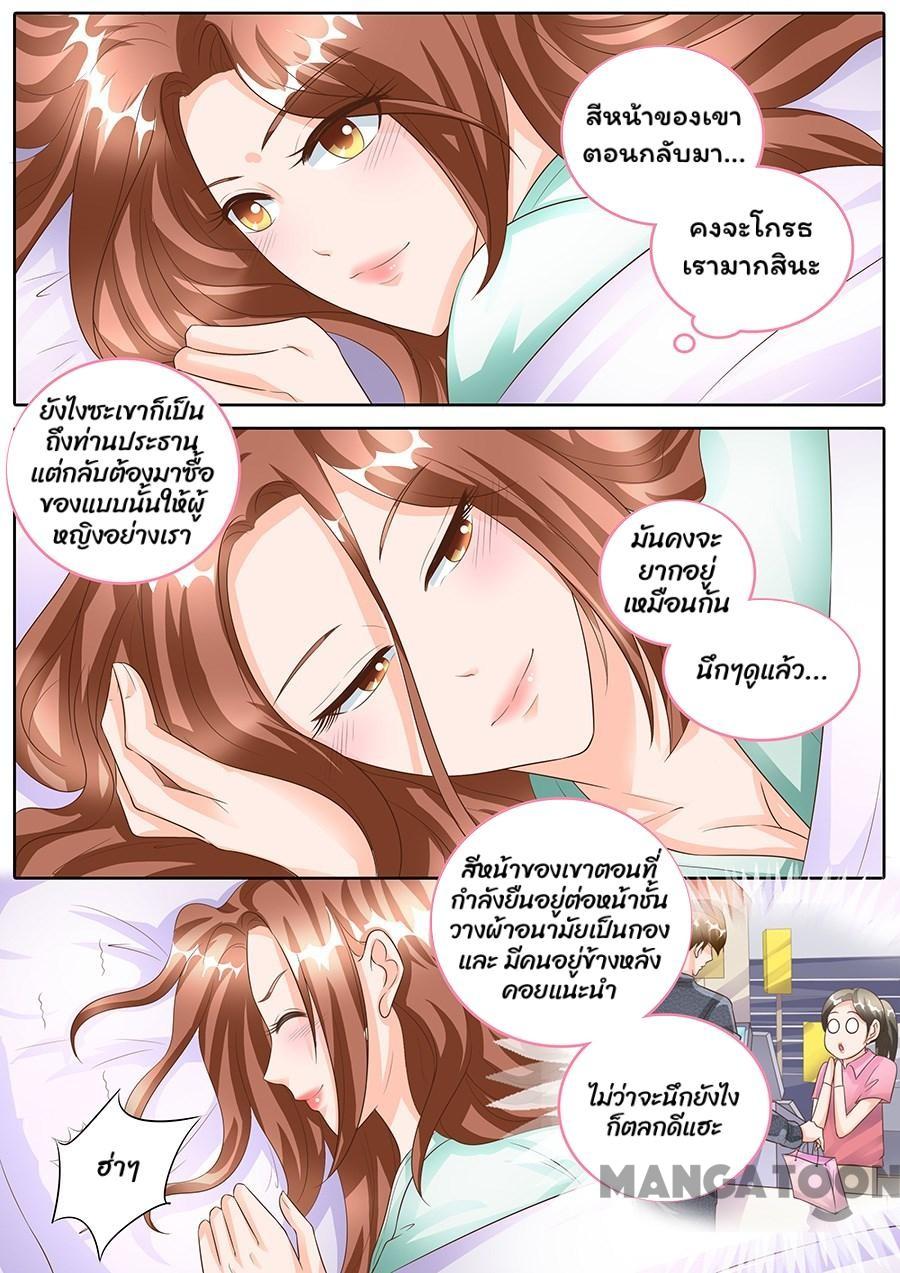 สีหน้าของเขา
ตอนกลับมา...
คงจะโกรธ
เรามากสินะ
ยังไงซะเขาก็เป็น
ถึงท่านประธาน
แต่กลับต้องมาซื้อ
ของแบบนั้นให้ผู้
หญิงอย่างเรา
มันคงจะ
ยากอยู่
เหมือนกัน
นึกๆดูแล้ว...
สีหน้าของเขาตอนที่
กำลังยืนอยู่ต่อหน้าชั้น
วางผ้าอนามัยเป็นกอง
และ มีคนอยู่ข้างหลัง
คอยแนะนำ
ไม่ว่าจะนึกยังไง
ก็ตลกดีแฮะ
ฮ่าๆ
MANGATOON